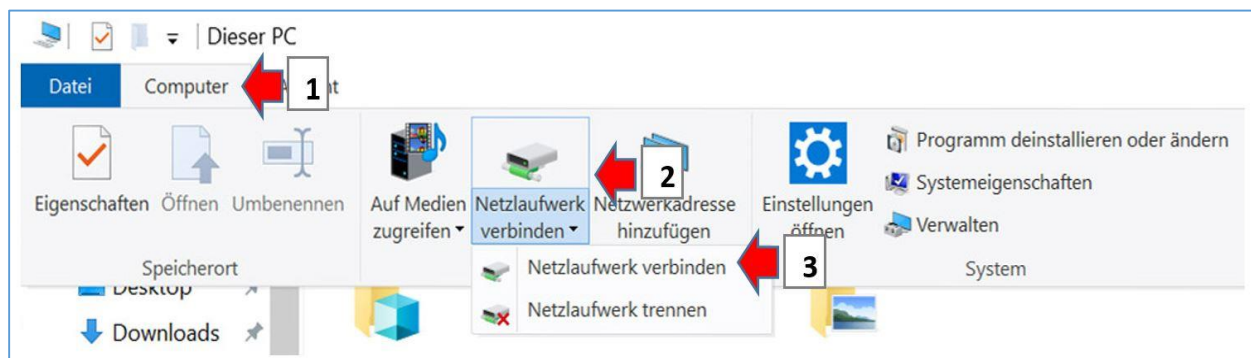 Dieser PC
Datei Computer
1
Eigenschaften Öffnen Umbenennen
Auf Medien zugreifen
Netzlaufwerk verbinden
2
Netzwerkadresse hinzufügen
Einstellungen öffnen
Programm deinstallieren oder ändern
Systemeigenschaften
Verwalten
Speicherort
System
Netzlaufwerk verbinden
3
Netzlaufwerk trennen
Desktop
Downloads